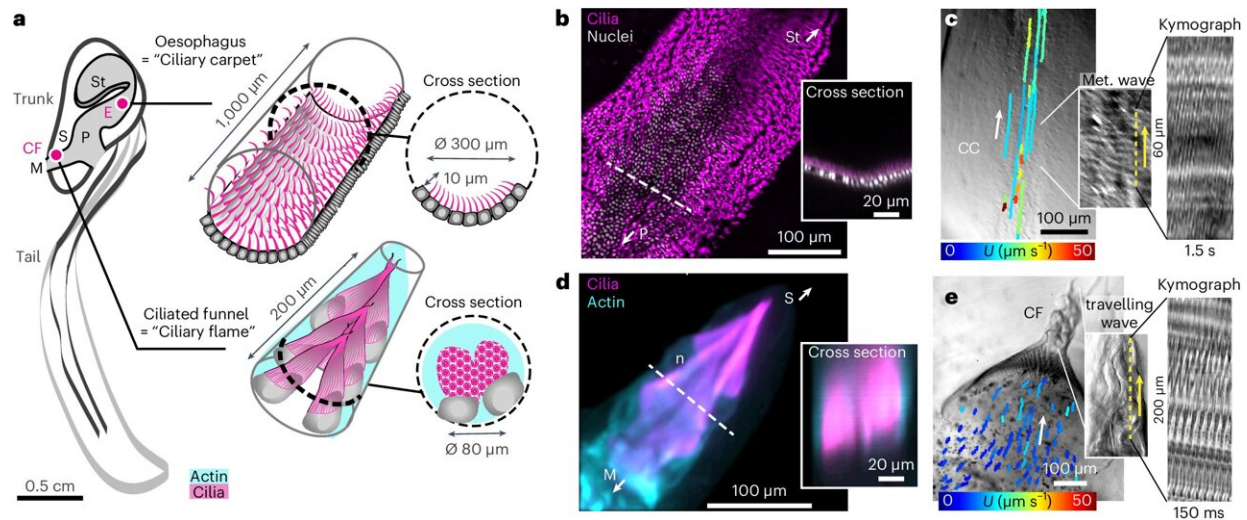 a
Oesophagus
= “Ciliary carpet”
Trunk
St
E
S
P
CF
M
Tail
1,000 µm
Cross section
Ø 300 µm
10 µm
Ciliated funnel
= “Ciliary flame”
200 µm
Cross section
Ø 80 µm
Actin
Cilia
0.5 cm
b
Cilia
Nuclei
St
Cross section
20 µm
P
100 µm
c
Kymograph
Met. wave
CC
60 µm
100 µm
0 U (µm s⁻¹) 50
1.5 s
d
Cilia
Actin
S
n
Cross section
M
20 µm
100 µm
e
Kymograph
CF
travelling
wave
200 µm
100 µm
0 U (µm s⁻¹) 50
150 ms